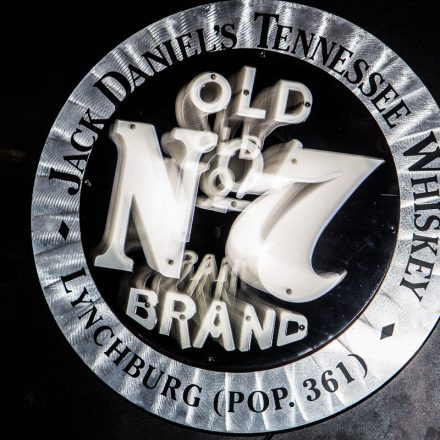 JACK DANIEL'S TENNESSEE WHISKEY
OLD
No 7
BRAND
LYNCHBURG (POP. 361)